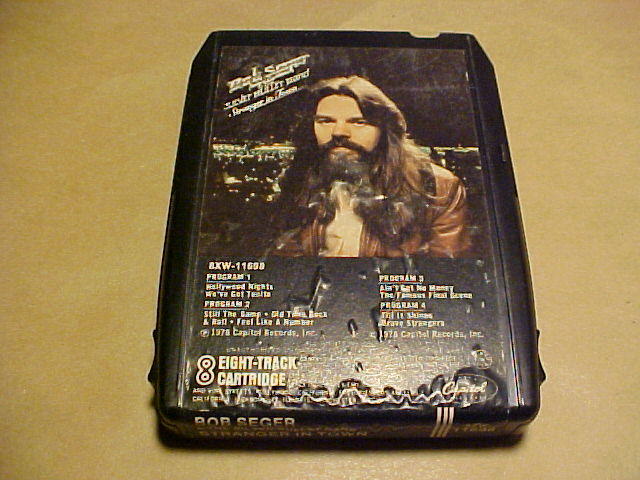 Bob Seger
& the
Silver Bullet Band
Stranger in Town
8XW-11698
PROGRAM 1
Hollywood Nights
We've Got Tonite
PROGRAM 2
Still The Same • Old Time Rock
& Roll • Feel Like A Number
℗ 1978 Capitol Records, Inc.
PROGRAM 3
Ain't Got No Money
The Famous Final Scene
PROGRAM 4
Till It Shines
Brave Strangers
© 1978 Capitol Records, Inc.
8 EIGHT-TRACK
CARTRIDGE
Capitol
BOB SEGER
STRANGER IN TOWN